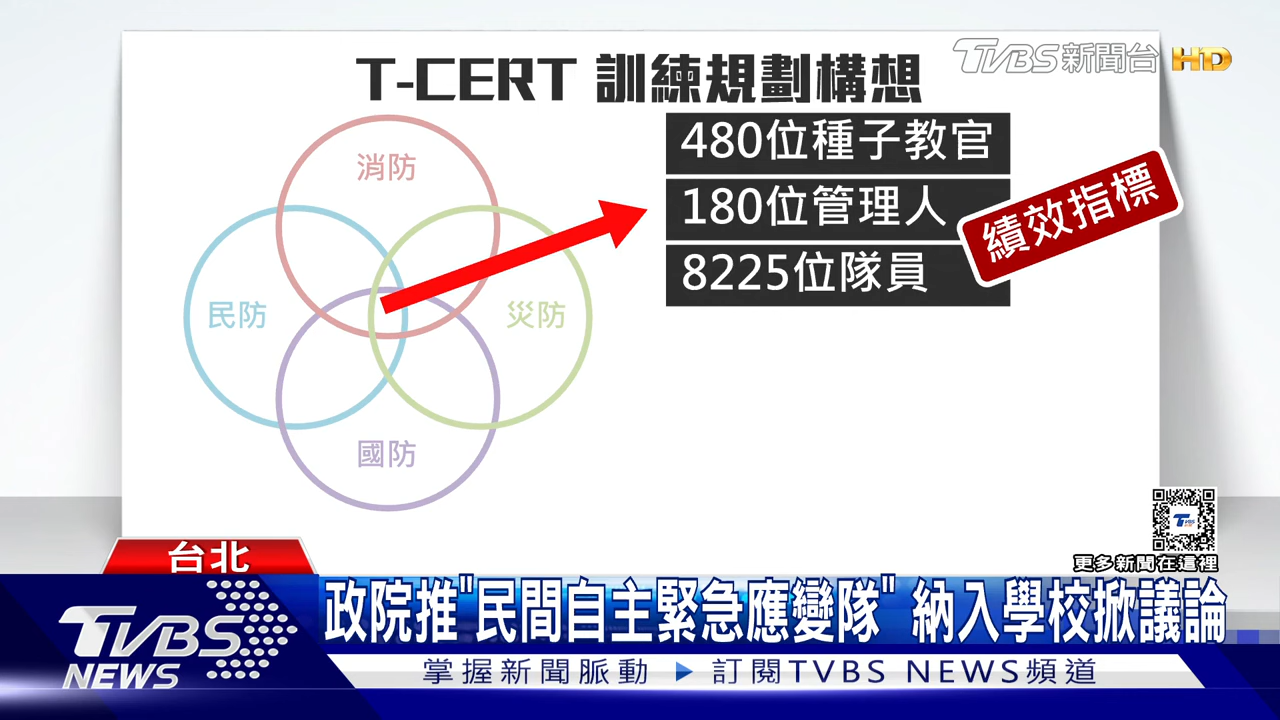 TVBS新聞台 HD
T-CERT 訓練規劃構想
消防
民防
災防
國防
480位種子教官
180位管理人
8225位隊員
績效指標
TVBS
更多新聞在這裡
台北
政院推"民間自主緊急應變隊" 納入學校掀議論
TVBS NEWS
掌握新聞脈動 ▶ 訂閱TVBS NEWS頻道